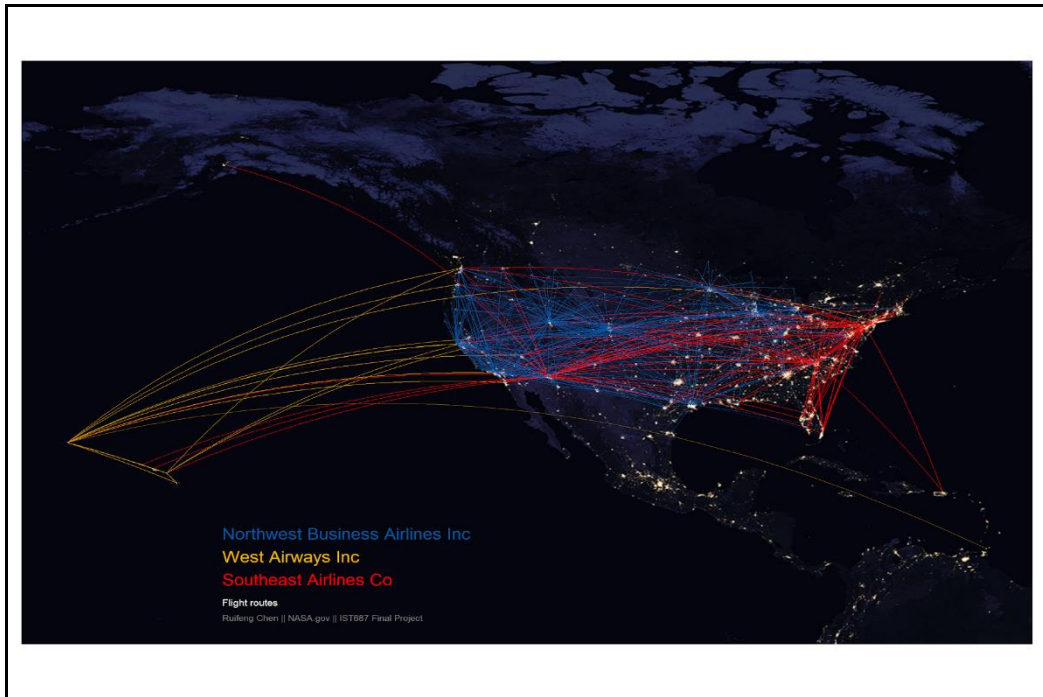 Northwest Business Airlines Inc
West Airways Inc
Southeast Airlines Co
Flight routes
Ruifeng Chen || NASA.gov || IST687 Final Project